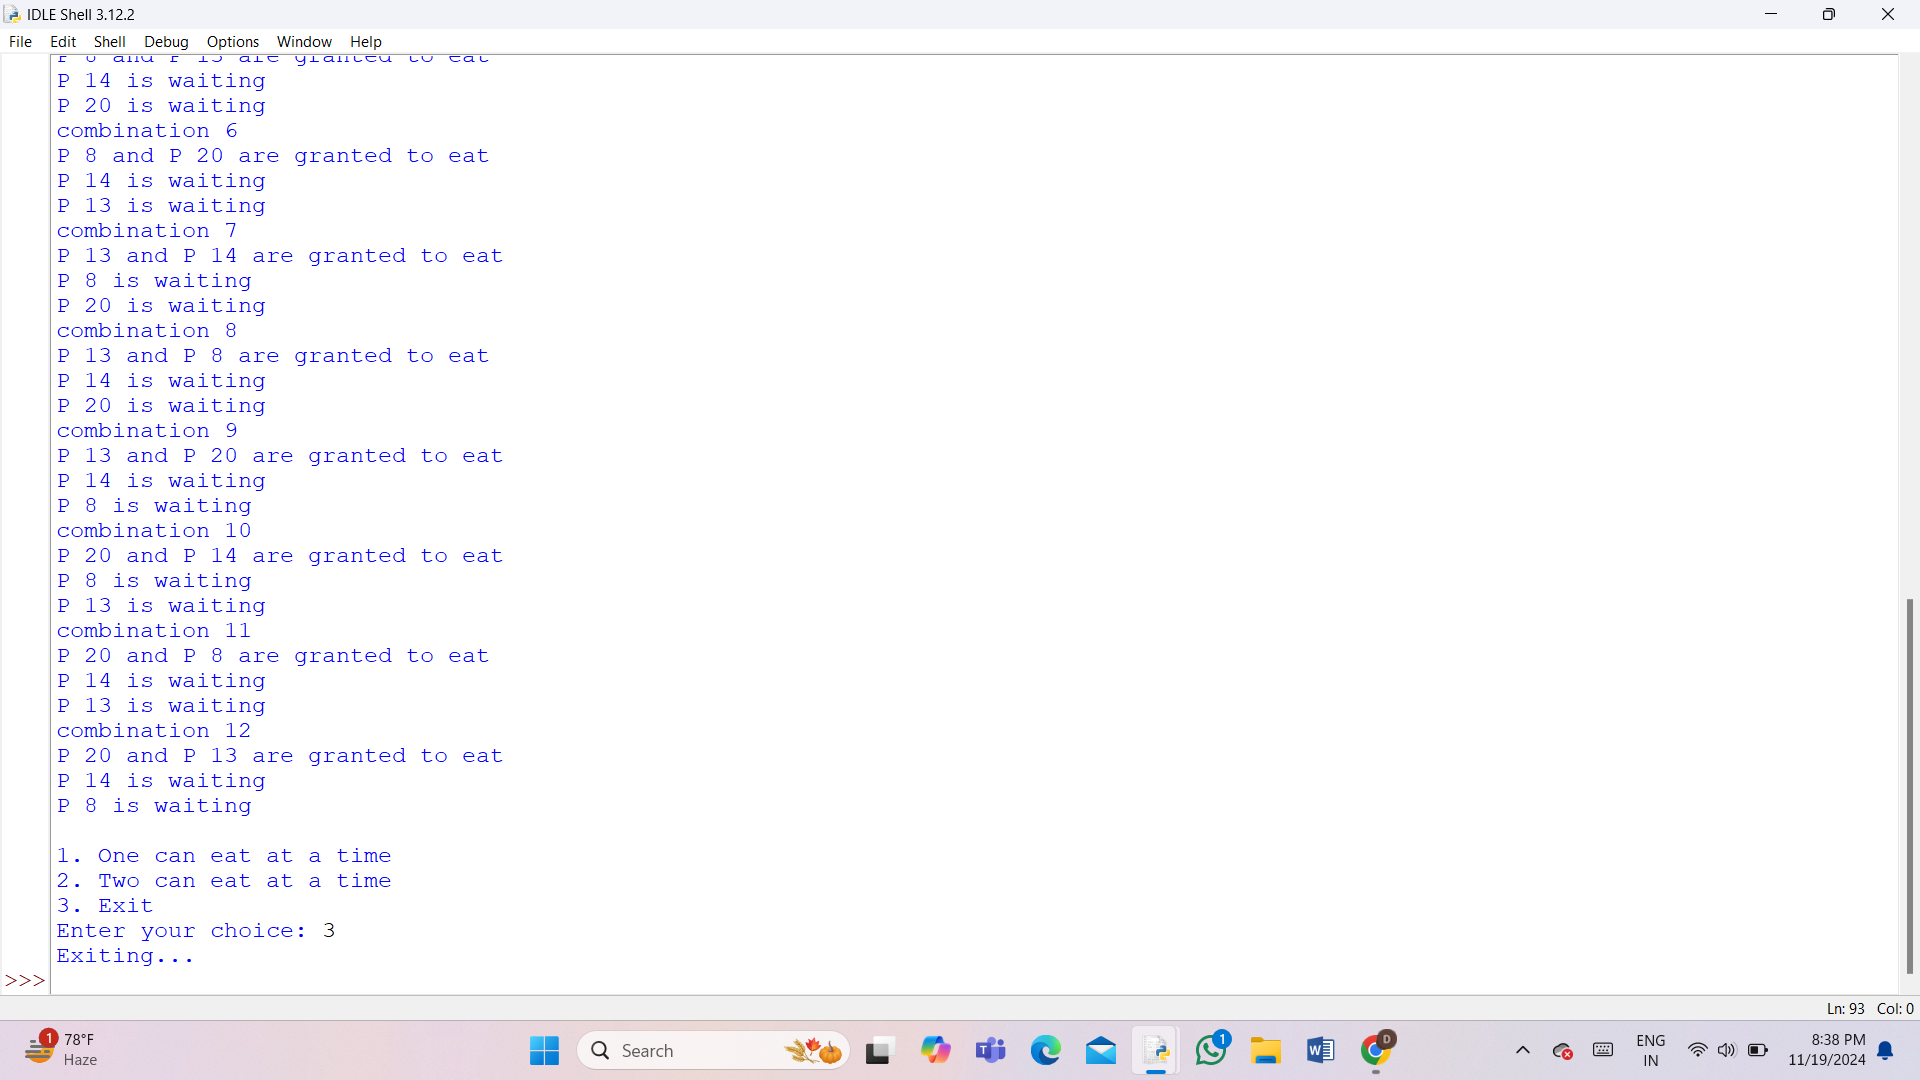 IDLE Shell 3.12.2
File Edit Shell Debug Options Window Help
P 8 and P 13 are granted to eat
P 14 is waiting
P 20 is waiting
combination 6
P 8 and P 20 are granted to eat
P 14 is waiting
P 13 is waiting
combination 7
P 13 and P 14 are granted to eat
P 8 is waiting
P 20 is waiting
combination 8
P 13 and P 8 are granted to eat
P 14 is waiting
P 20 is waiting
combination 9
P 13 and P 20 are granted to eat
P 14 is waiting
P 8 is waiting
combination 10
P 20 and P 14 are granted to eat
P 8 is waiting
P 13 is waiting
combination 11
P 20 and P 8 are granted to eat
P 14 is waiting
P 13 is waiting
combination 12
P 20 and P 13 are granted to eat
P 14 is waiting
P 8 is waiting
1. One can eat at a time
2. Two can eat at a time
3. Exit
Enter your choice: 3
Exiting...
>>>
Ln: 93 Col: 0
1 78°F
Haze
Search
1
D
ENG
IN
8:38 PM
11/19/2024